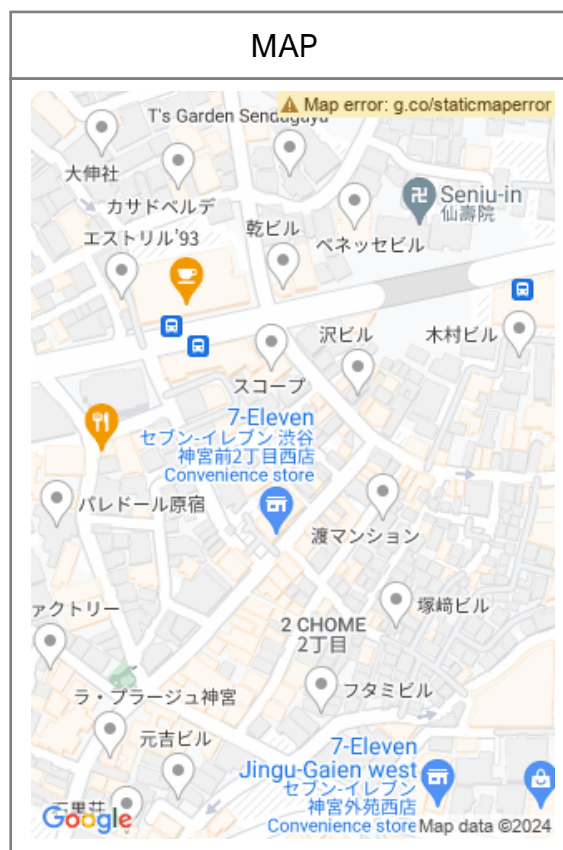 MAP
Map error: g.co/staticmaperror
T's Garden Sendagaya
大伸社
カサドベルデ
Seniu-in
仙壽院
エストリル'93
乾ビル
ベネッセビル
沢ビル
木村ビル
スコープ
7-Eleven
セブン-イレブン 渋谷
神宮前2丁目西店
Convenience store
パレドール原宿
渡マンション
ァクトリー
塚﨑ビル
2 CHOME
2丁目
ラ・プラージュ神宮
フタミビル
元吉ビル
7-Eleven
Jingu-Gaien west
セブン-イレブン
神宮外苑西店
Convenience store
Google
Map data ©2024